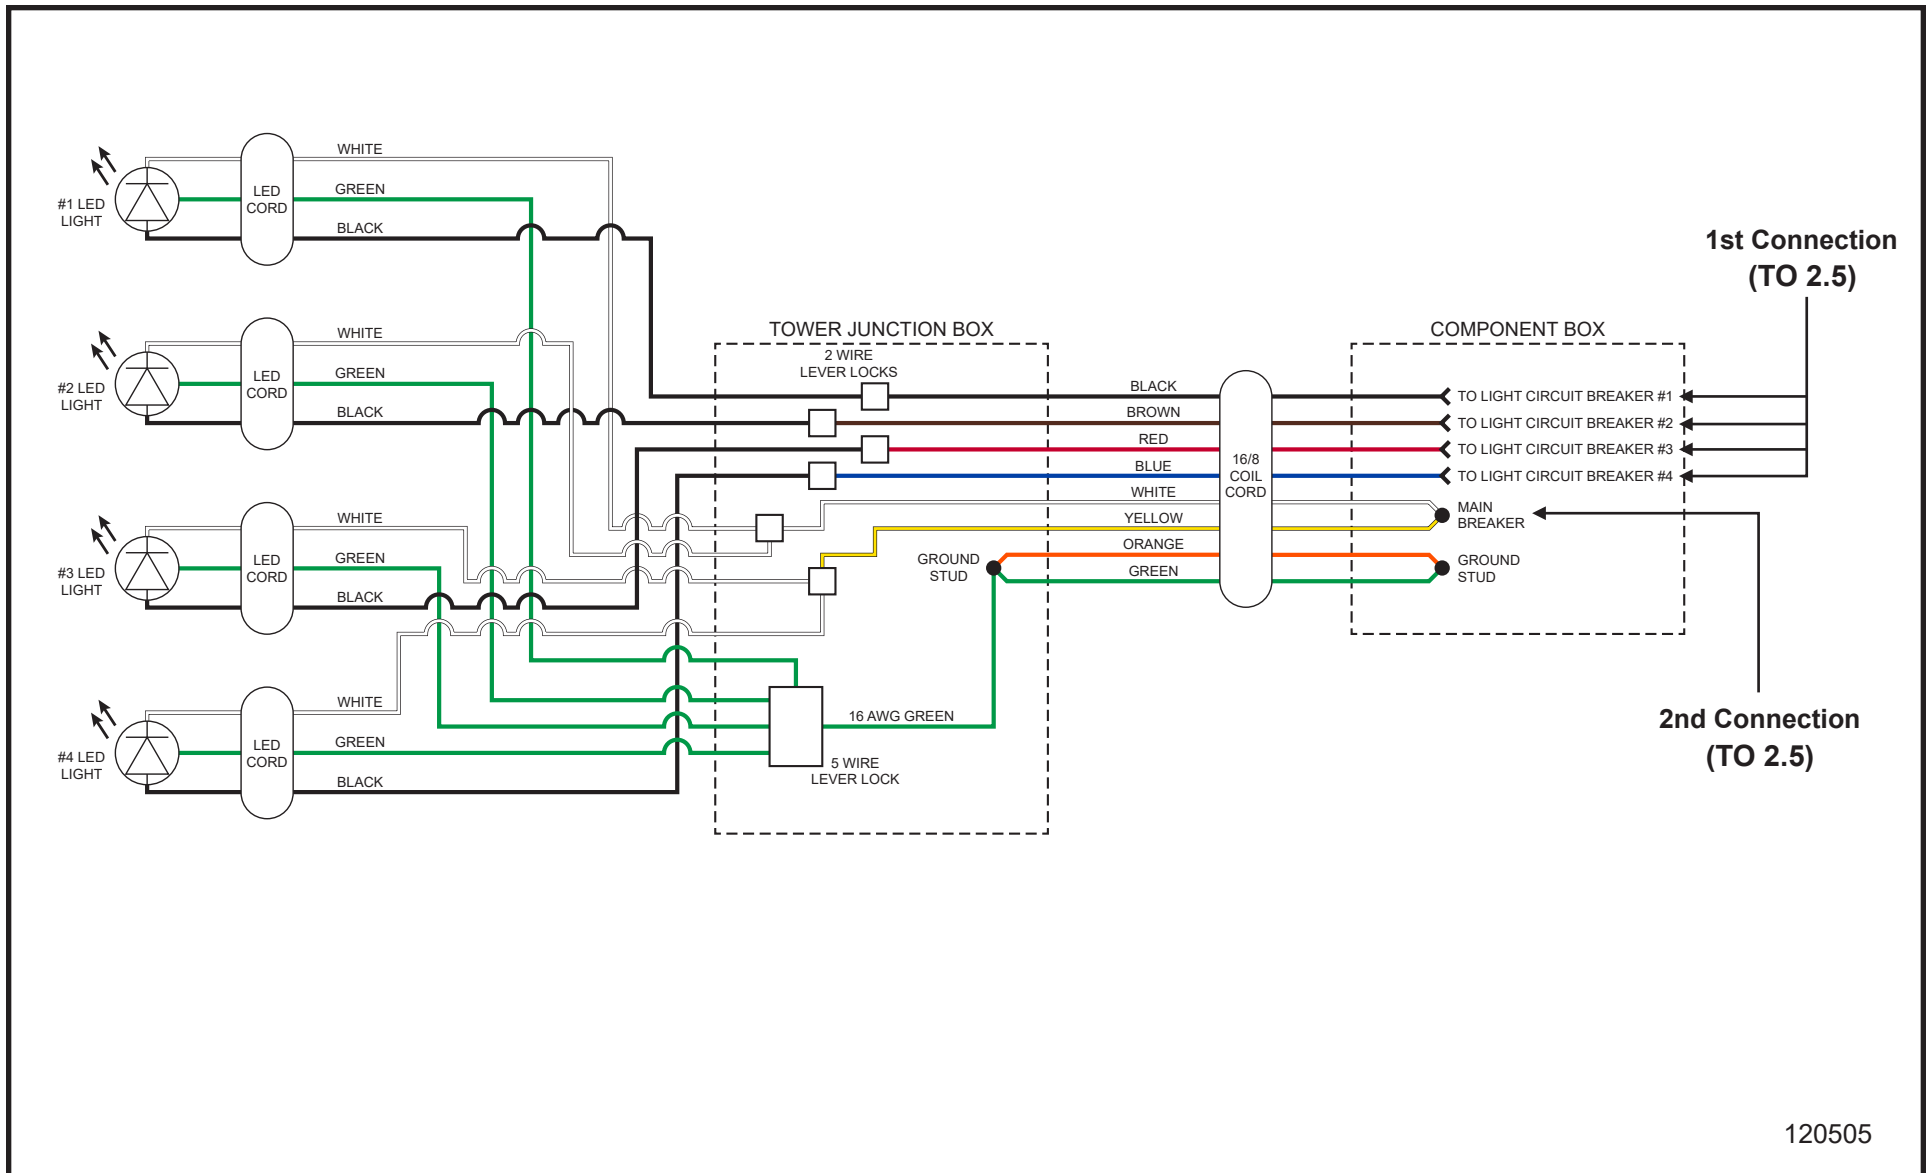 WHITE
GREEN
BLACK
#1 LED
LIGHT
LED
CORD
WHITE
GREEN
BLACK
#2 LED
LIGHT
LED
CORD
WHITE
GREEN
BLACK
#3 LED
LIGHT
LED
CORD
WHITE
GREEN
BLACK
#4 LED
LIGHT
LED
CORD
TOWER JUNCTION BOX
2 WIRE
LEVER LOCKS
GROUND
STUD
16 AWG GREEN
5 WIRE
LEVER LOCK
BLACK
BROWN
RED
BLUE
WHITE
YELLOW
ORANGE
GREEN
16/8
COIL
CORD
COMPONENT BOX
TO LIGHT CIRCUIT BREAKER #1
TO LIGHT CIRCUIT BREAKER #2
TO LIGHT CIRCUIT BREAKER #3
TO LIGHT CIRCUIT BREAKER #4
MAIN
BREAKER
GROUND
STUD
1st Connection
(TO 2.5)
2nd Connection
(TO 2.5)
120505